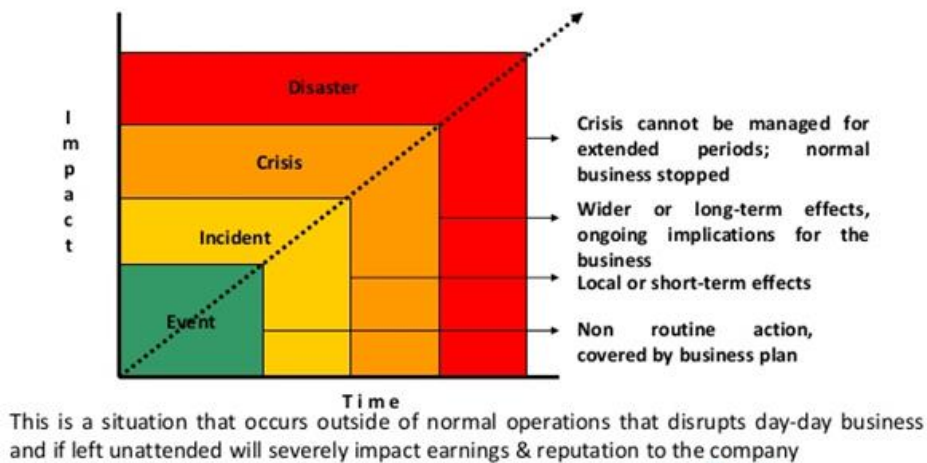 Disaster
Crisis
Incident
Event
Impact
Time
Crisis cannot be managed for
extended periods; normal
business stopped
Wider or long-term effects,
ongoing implications for the
business
Local or short-term effects
Non routine action,
covered by business plan
This is a situation that occurs outside of normal operations that disrupts day-day business
and if left unattended will severely impact earnings & reputation to the company